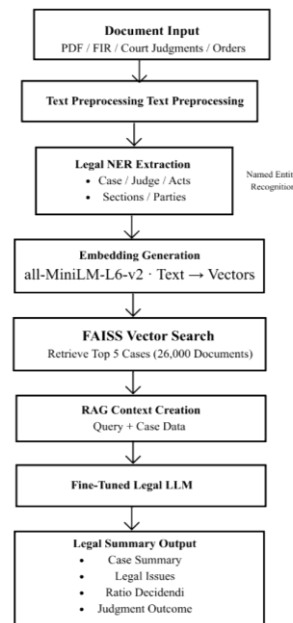 Document Input
PDF / FIR / Court Judgments / Orders
Text Preprocessing Text Preprocessing
Legal NER Extraction
• Case / Judge / Acts
• Sections / Parties
Named Entit
Recognition
Embedding Generation
all-MiniLM-L6-v2 · Text → Vectors
FAISS Vector Search
Retrieve Top 5 Cases (26,000 Documents)
RAG Context Creation
Query + Case Data
Fine-Tuned Legal LLM
Legal Summary Output
• Case Summary
• Legal Issues
• Ratio Decidendi
• Judgment Outcome